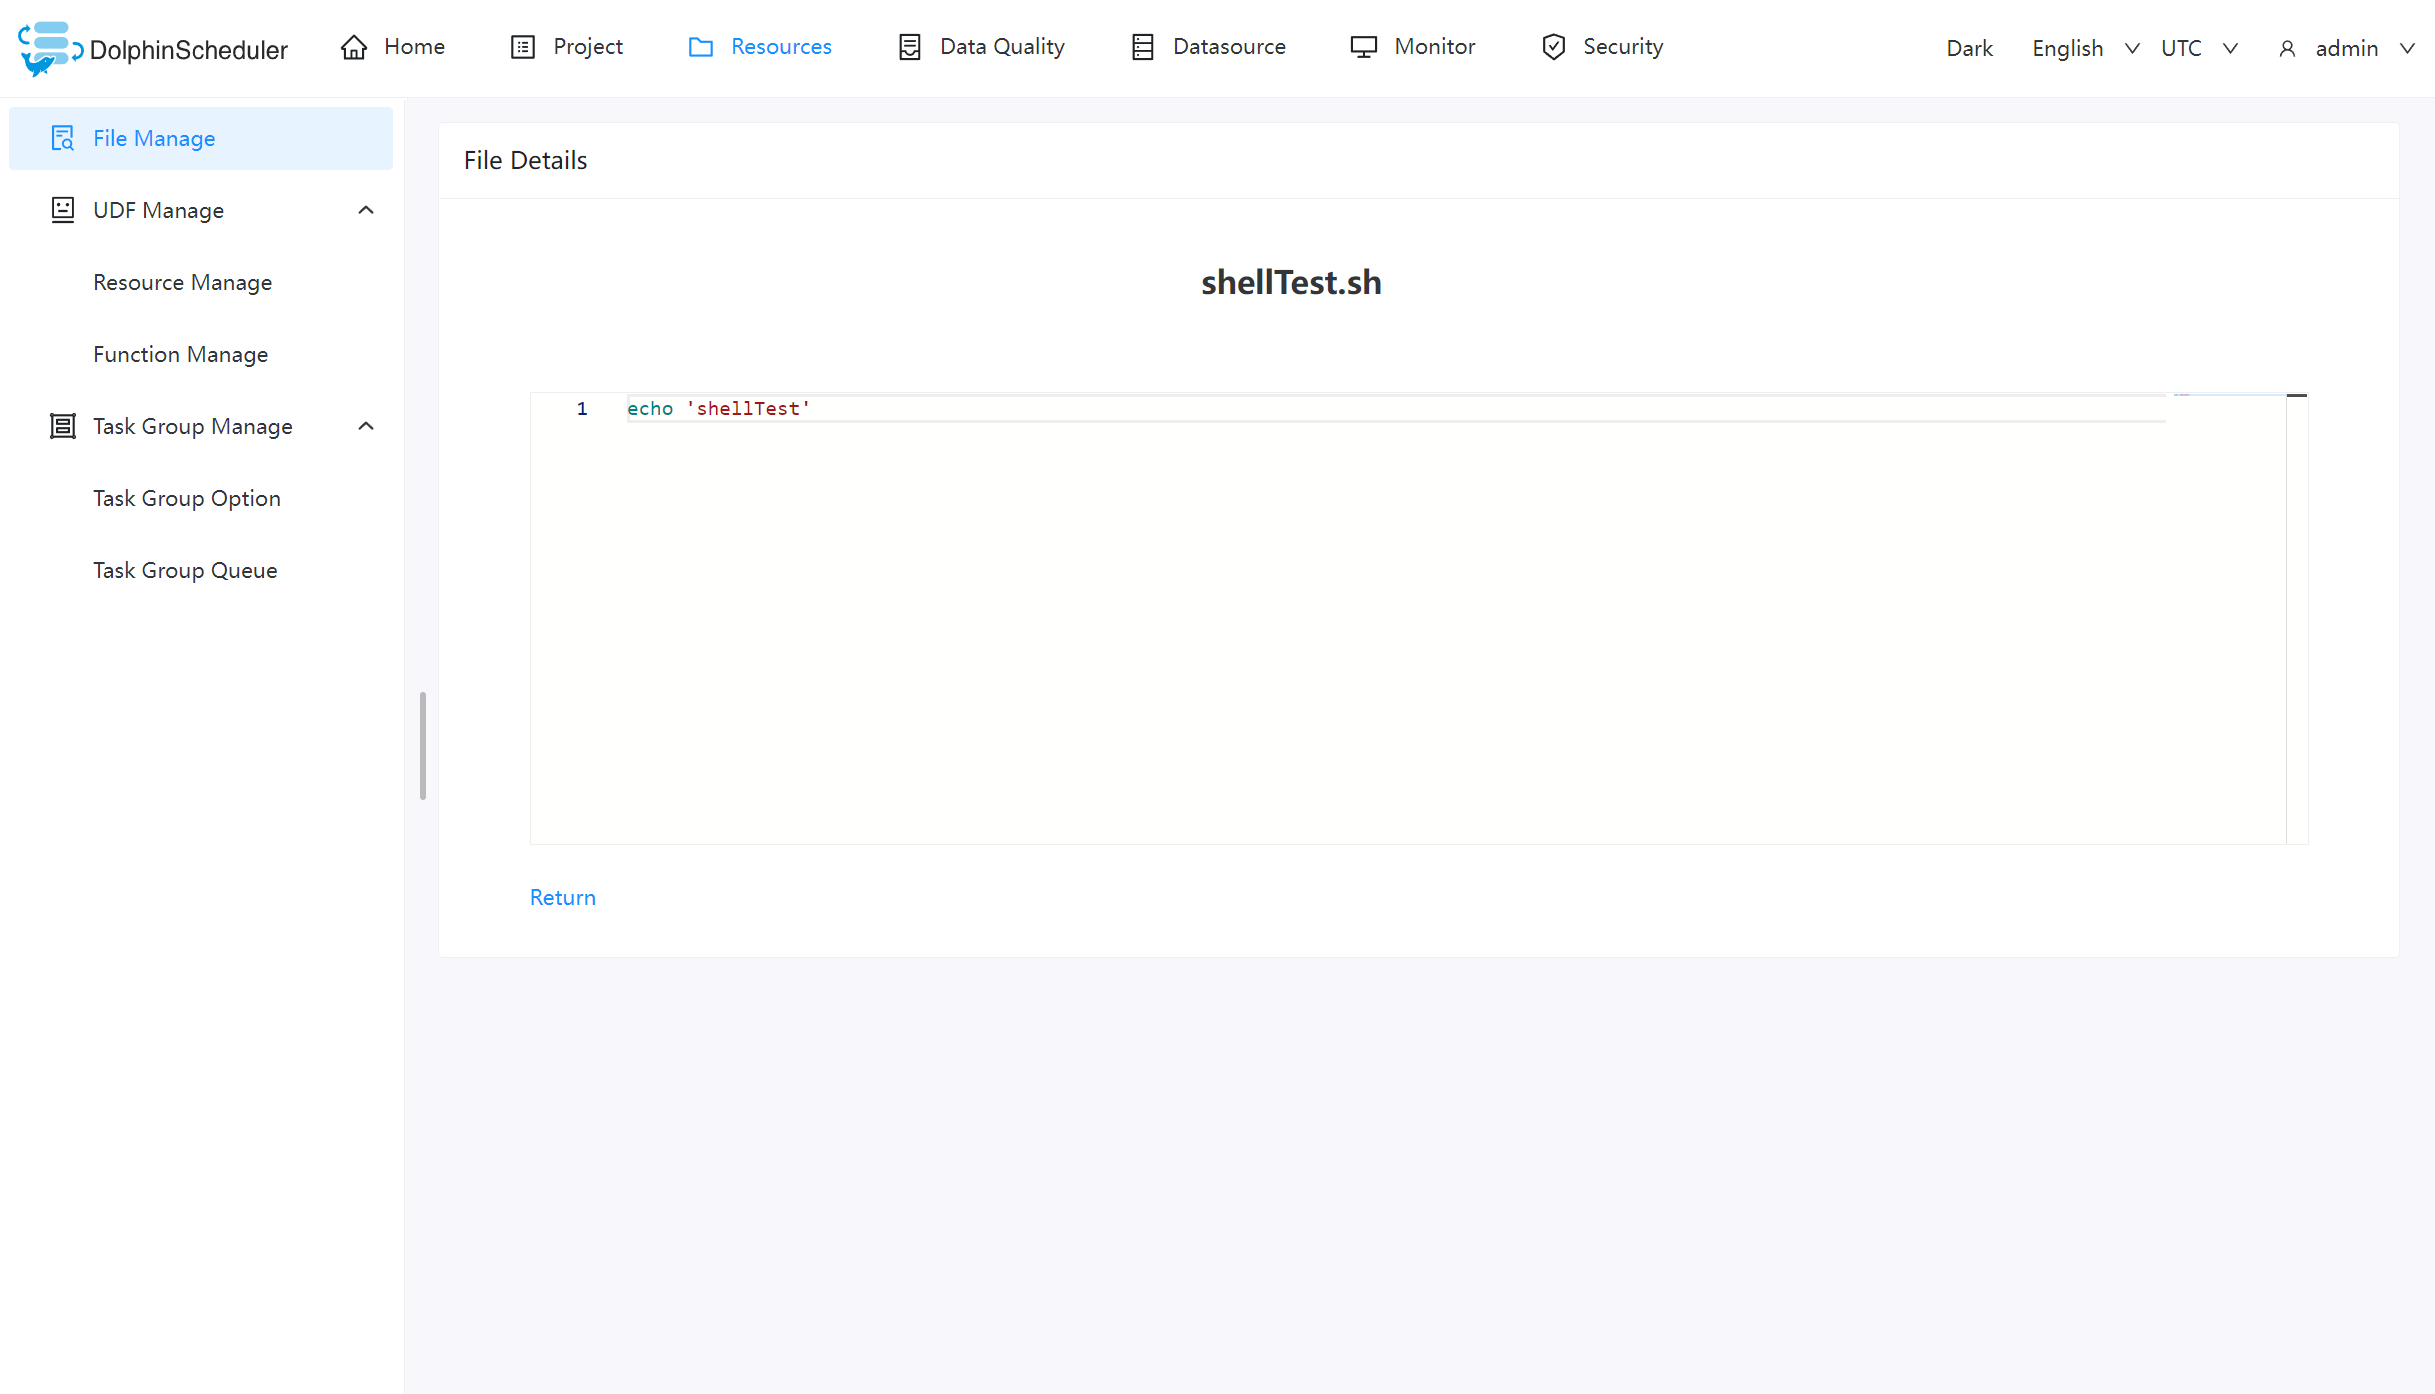 DolphinScheduler Home Project Resources Data Quality Datasource Monitor Security Dark English UTC admin
File Manage
UDF Manage
Resource Manage
Function Manage
Task Group Manage
Task Group Option
Task Group Queue
File Details
shellTest.sh
1 echo 'shellTest'
Return